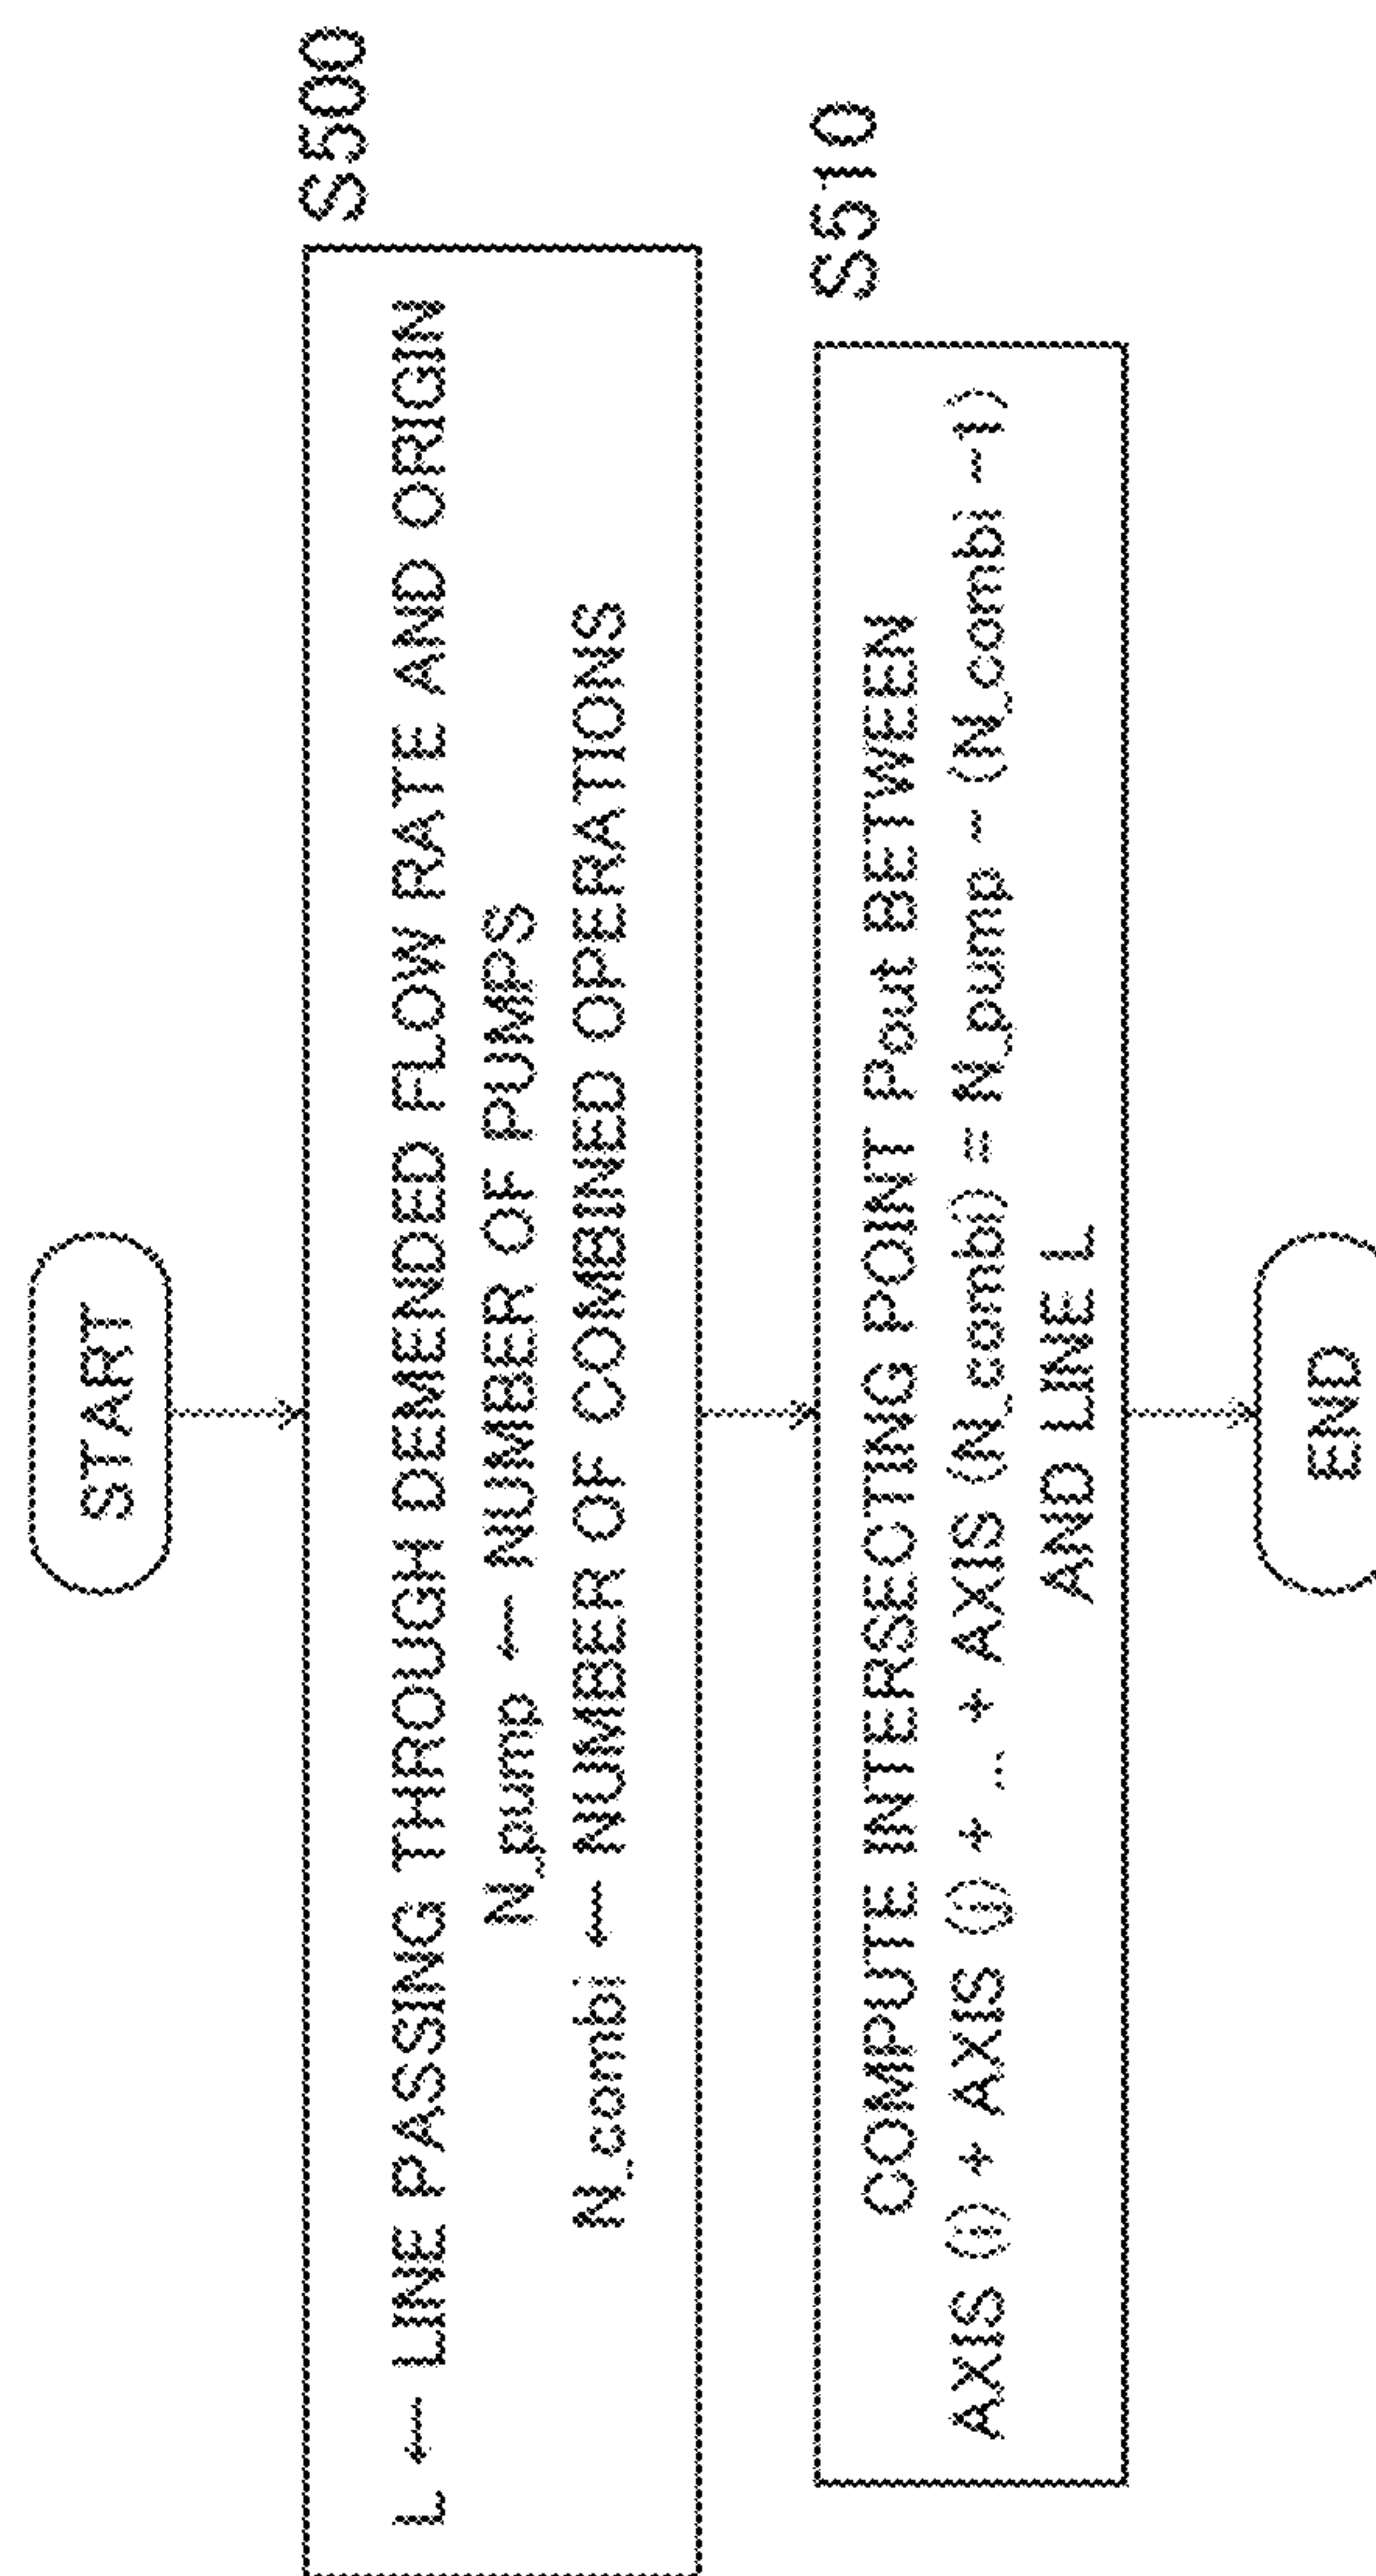 START
S500
L ← LINE PASSING THROUGH DEMENDED FLOW RATE AND ORIGIN
N_pump ← NUMBER OF PUMPS
N_combi ← NUMBER OF COMBINED OPERATIONS
S510
COMPUTE INTERSECTING POINT Pout BETWEEN
AXIS (i) + AXIS (j) + ... + AXIS (N_combi) = N_pump - (N_combi -1)
AND LINE L
END